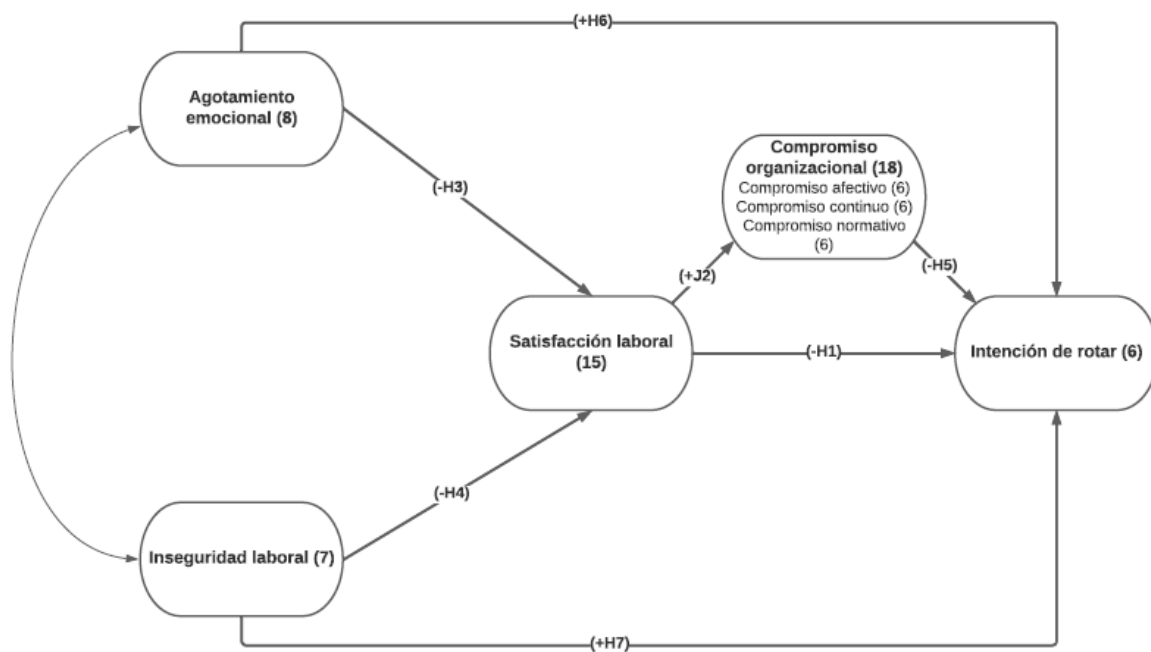 (+H6)
Agotamiento
emocional (8)
(-H3)
Compromiso
organizacional (18)
Compromiso afectivo (6)
Compromiso continuo (6)
Compromiso normativo
(6)
(+J2)
(-H5)
Satisfacción laboral
(15)
(-H1)
Intención de rotar (6)
(-H4)
Inseguridad laboral (7)
(+H7)